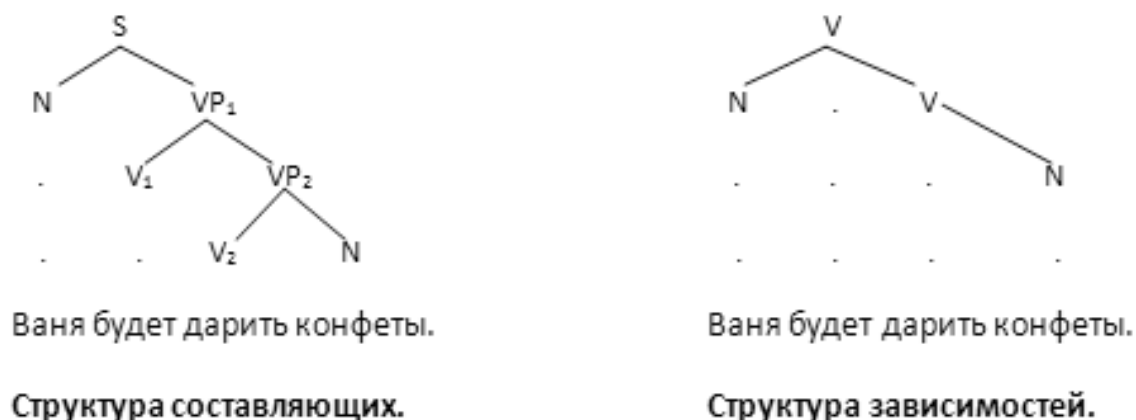 S V
N VP₁ N . V
. V₁ VP₂ . . . N
. . V₂ N . . . .
Ваня будет дарить конфеты. Ваня будет дарить конфеты.
Структура составляющих. Структура зависимостей.